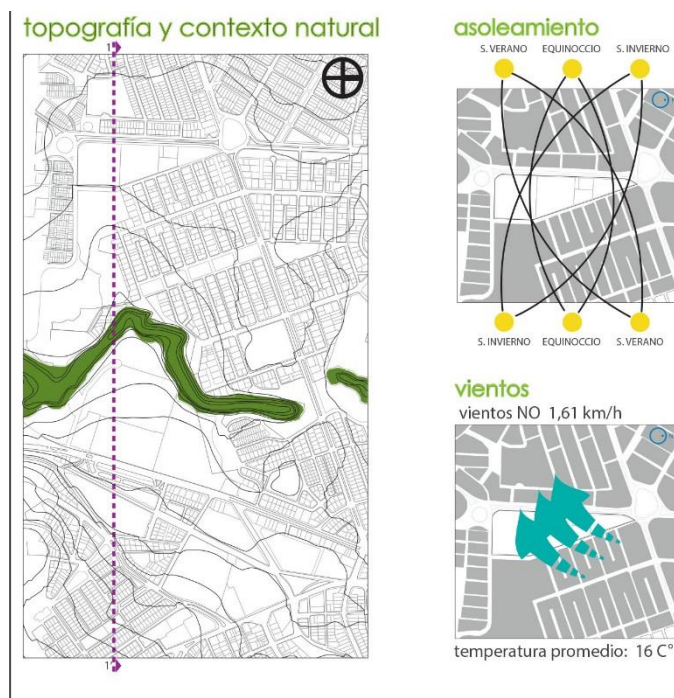 topografía y contexto natural
1'
1'
asoleamiento
S. VERANO EQUINOCCIO S. INVIERNO
S. INVIERNO EQUINOCCIO S. VERANO
vientos
vientos NO 1,61 km/h
temperatura promedio: 16 C°